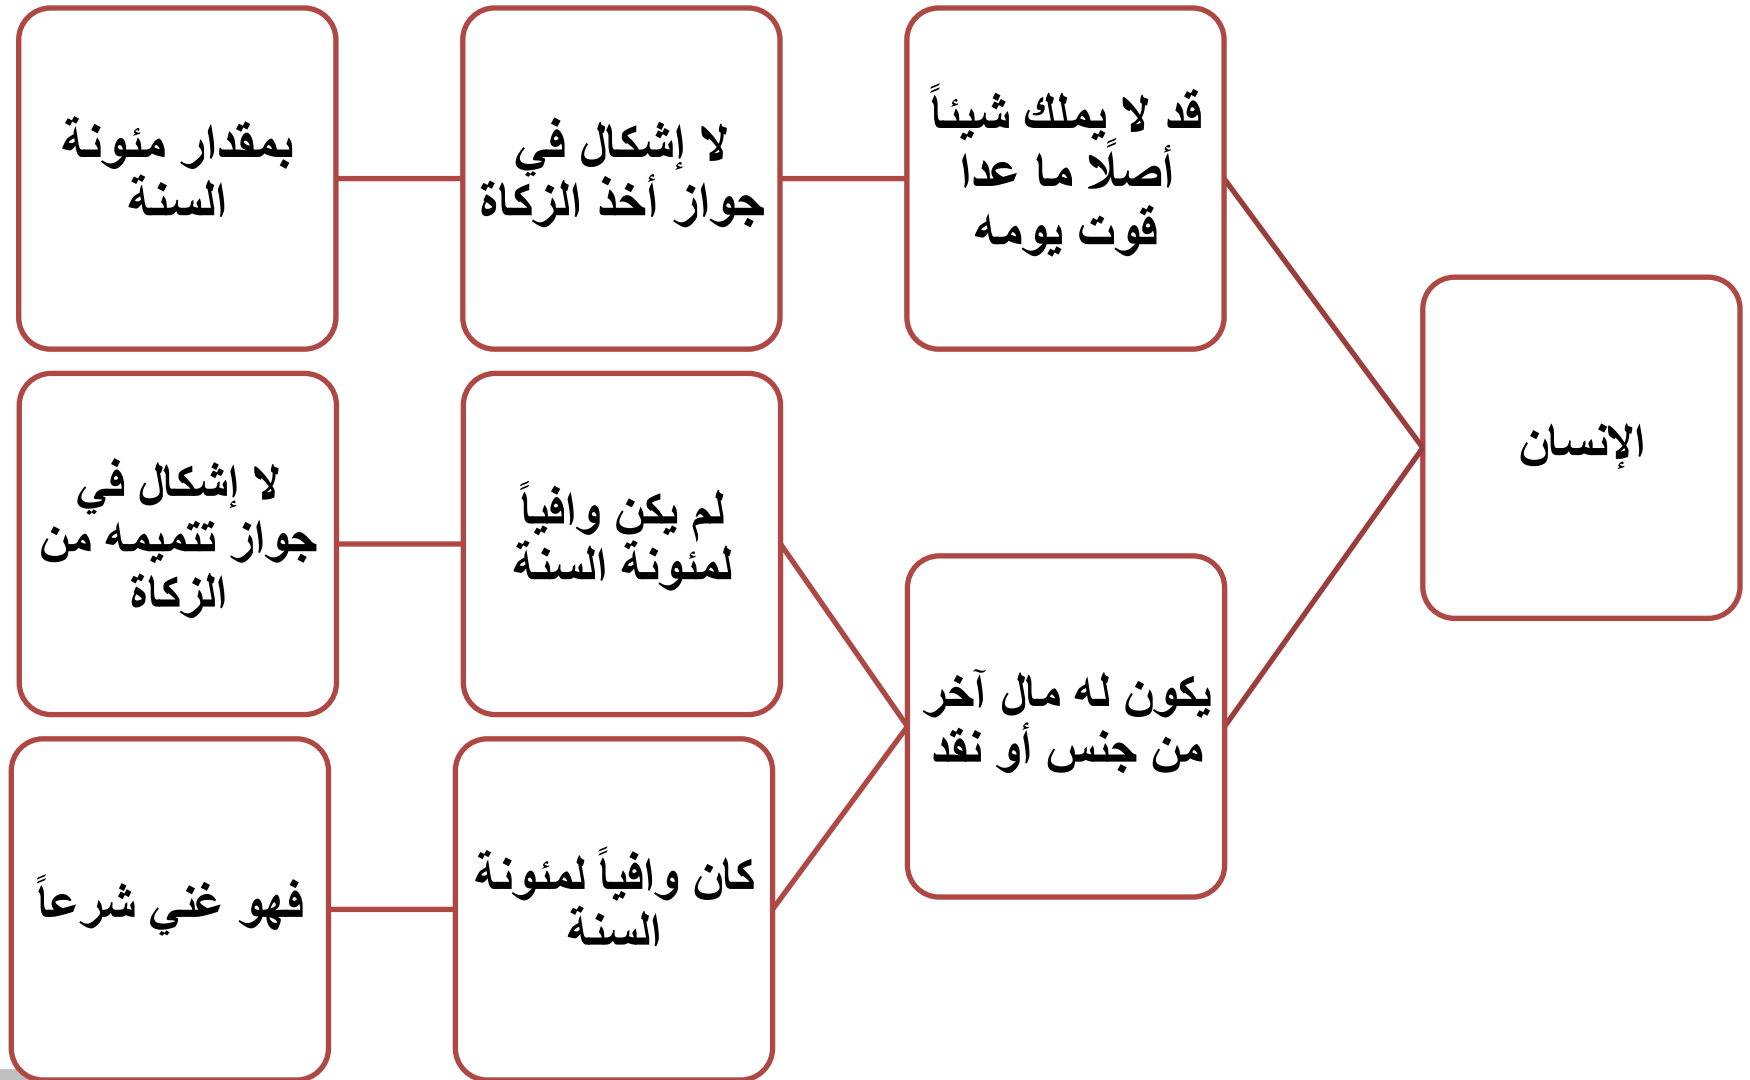 الإنسان
قد لا يملك شيئاً
أصلًا ما عدا
قوت يومه
لا إشكال في
جواز أخذ الزكاة
بمقدار مئونة
السنة
يكون له مال آخر
من جنس أو نقد
لم يكن وافياً
لمئونة السنة
لا إشكال في
جواز تتميمه من
الزكاة
كان وافياً لمئونة
السنة
فهو غني شرعاً